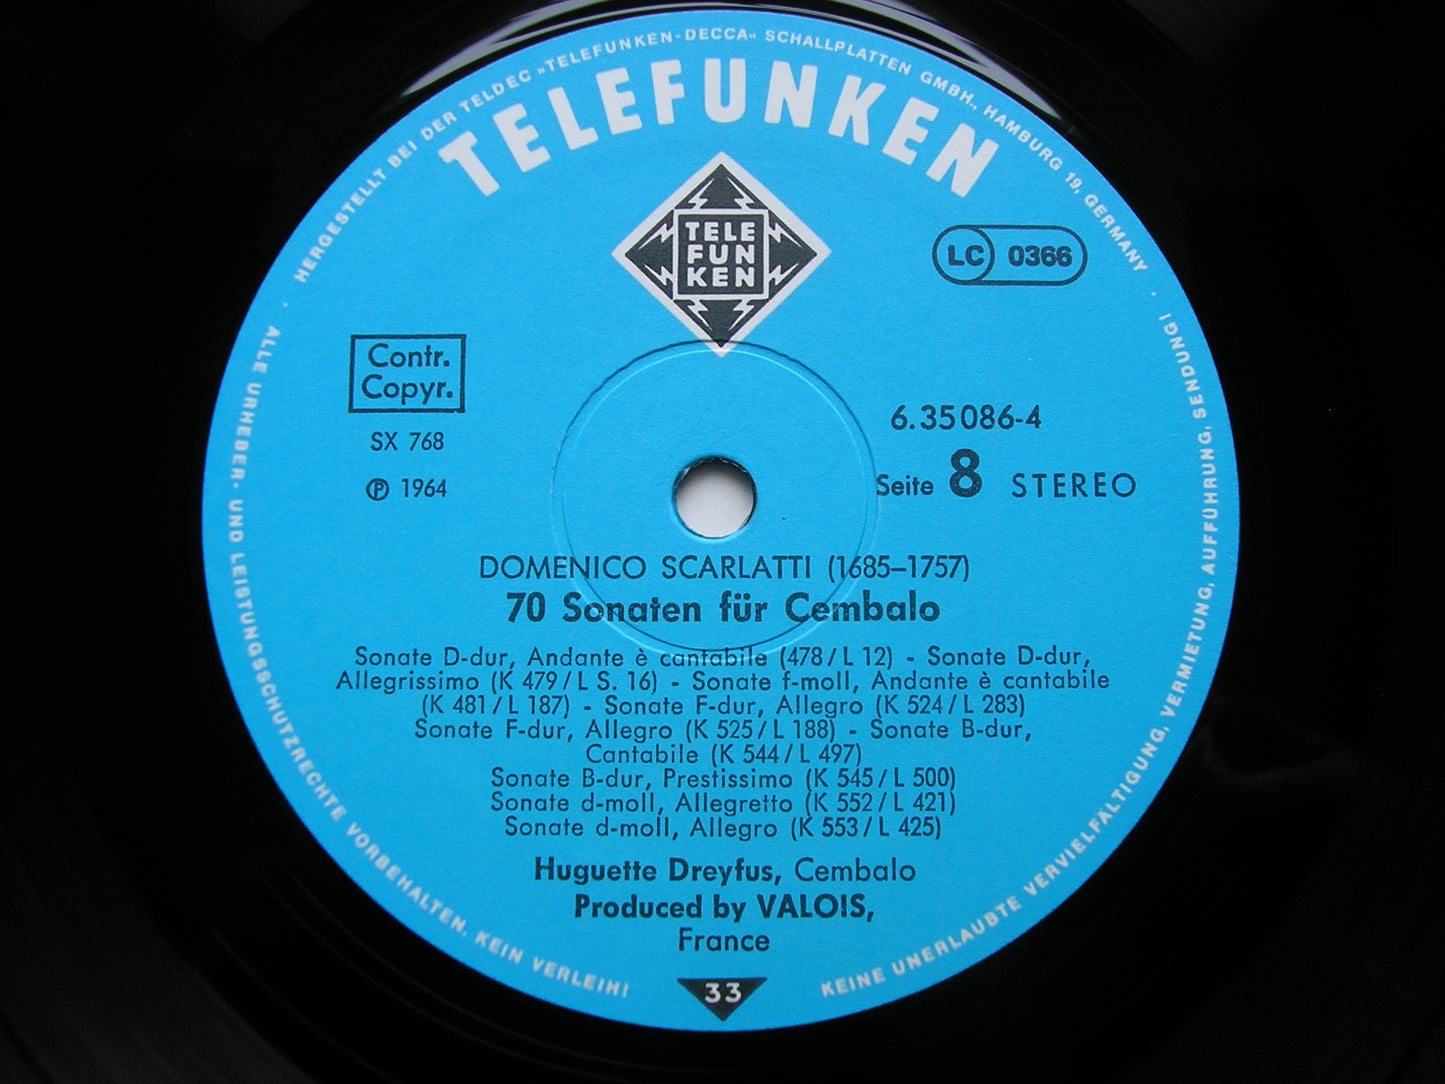 HERGESTELLT BEI DER TELDEC »TELEFUNKEN-DECCA« SCHALLPLATTEN GMBH., HAMBURG 19, GERMANY ·
TELEFUNKEN
TELE
FUN
KEN
LC 0366
Contr.
Copyr.
SX 768
℗ 1964
6.35086-4
Seite 8 STEREO
DOMENICO SCARLATTI (1685–1757)
70 Sonaten für Cembalo
Sonate D-dur, Andante è cantabile (478/L 12) - Sonate D-dur,
Allegrissimo (K 479/L S. 16) - Sonate f-moll, Andante è cantabile
(K 481/L 187) - Sonate F-dur, Allegro (K 524/L 283)
Sonate F-dur, Allegro (K 525/L 188) - Sonate B-dur,
Cantabile (K 544/L 497)
Sonate B-dur, Prestissimo (K 545/L 500)
Sonate d-moll, Allegretto (K 552/L 421)
Sonate d-moll, Allegro (K 553/L 425)
Huguette Dreyfus, Cembalo
Produced by VALOIS,
France
33
· ALLE URHEBER- UND LEISTUNGSSCHUTZRECHTE VORBEHALTEN. KEIN VERLEIH!
KEINE UNERLAUBTE VERVIELFÄLTIGUNG, VERMIETUNG, AUFFÜHRUNG, SENDUNG!